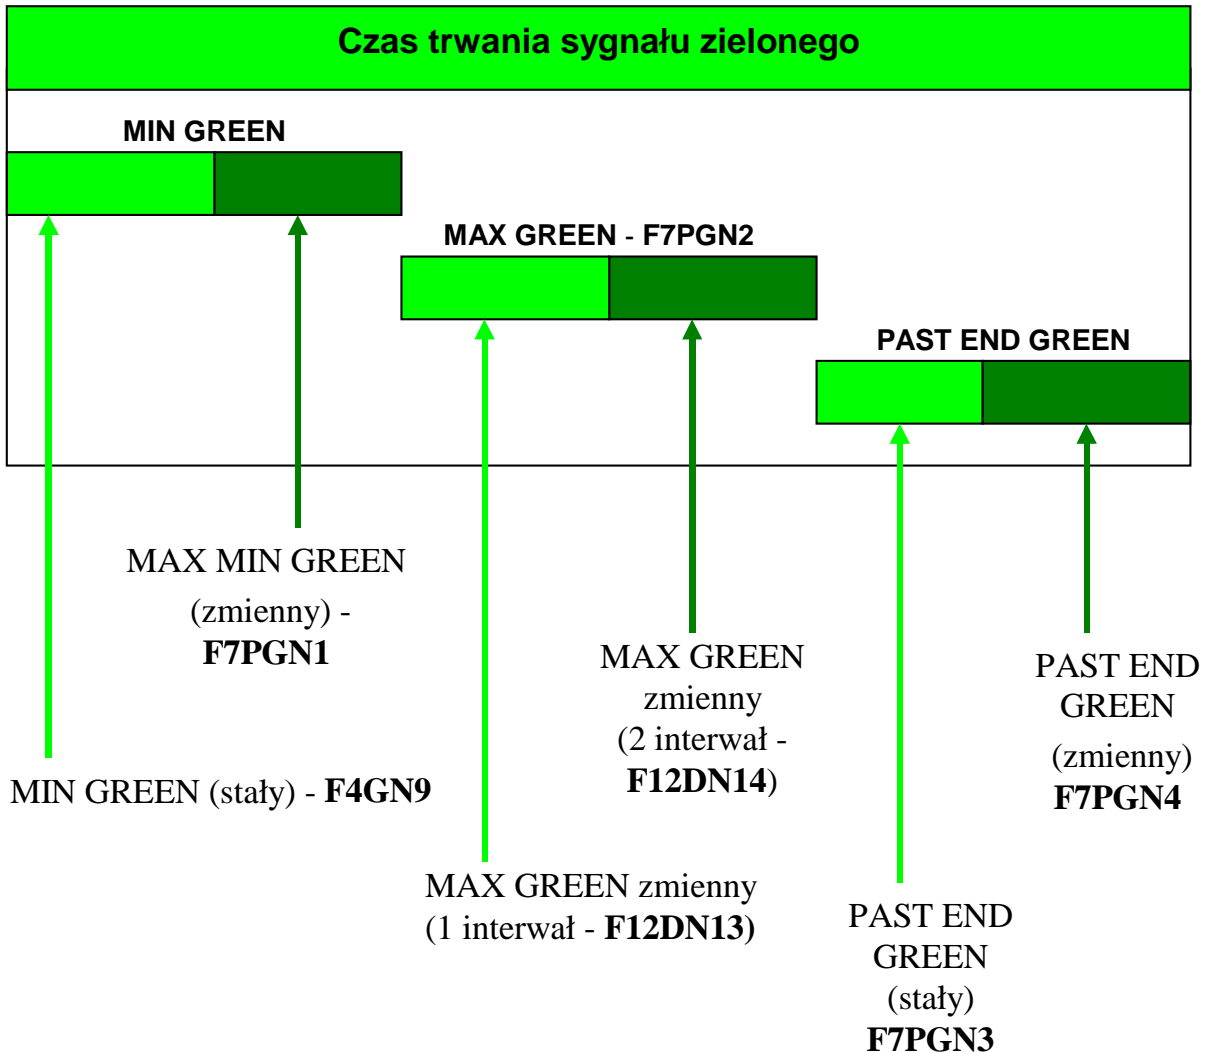 Czas trwania sygnału zielonego
MIN GREEN
MAX GREEN - F7PGN2
PAST END GREEN
MAX MIN GREEN
(zmienny) -
F7PGN1
MAX GREEN
zmienny
(2 interwał -
F12DN14)
PAST END
GREEN
(zmienny)
F7PGN4
MIN GREEN (stały) - F4GN9
MAX GREEN zmienny
(1 interwał - F12DN13)
PAST END
GREEN
(stały)
F7PGN3